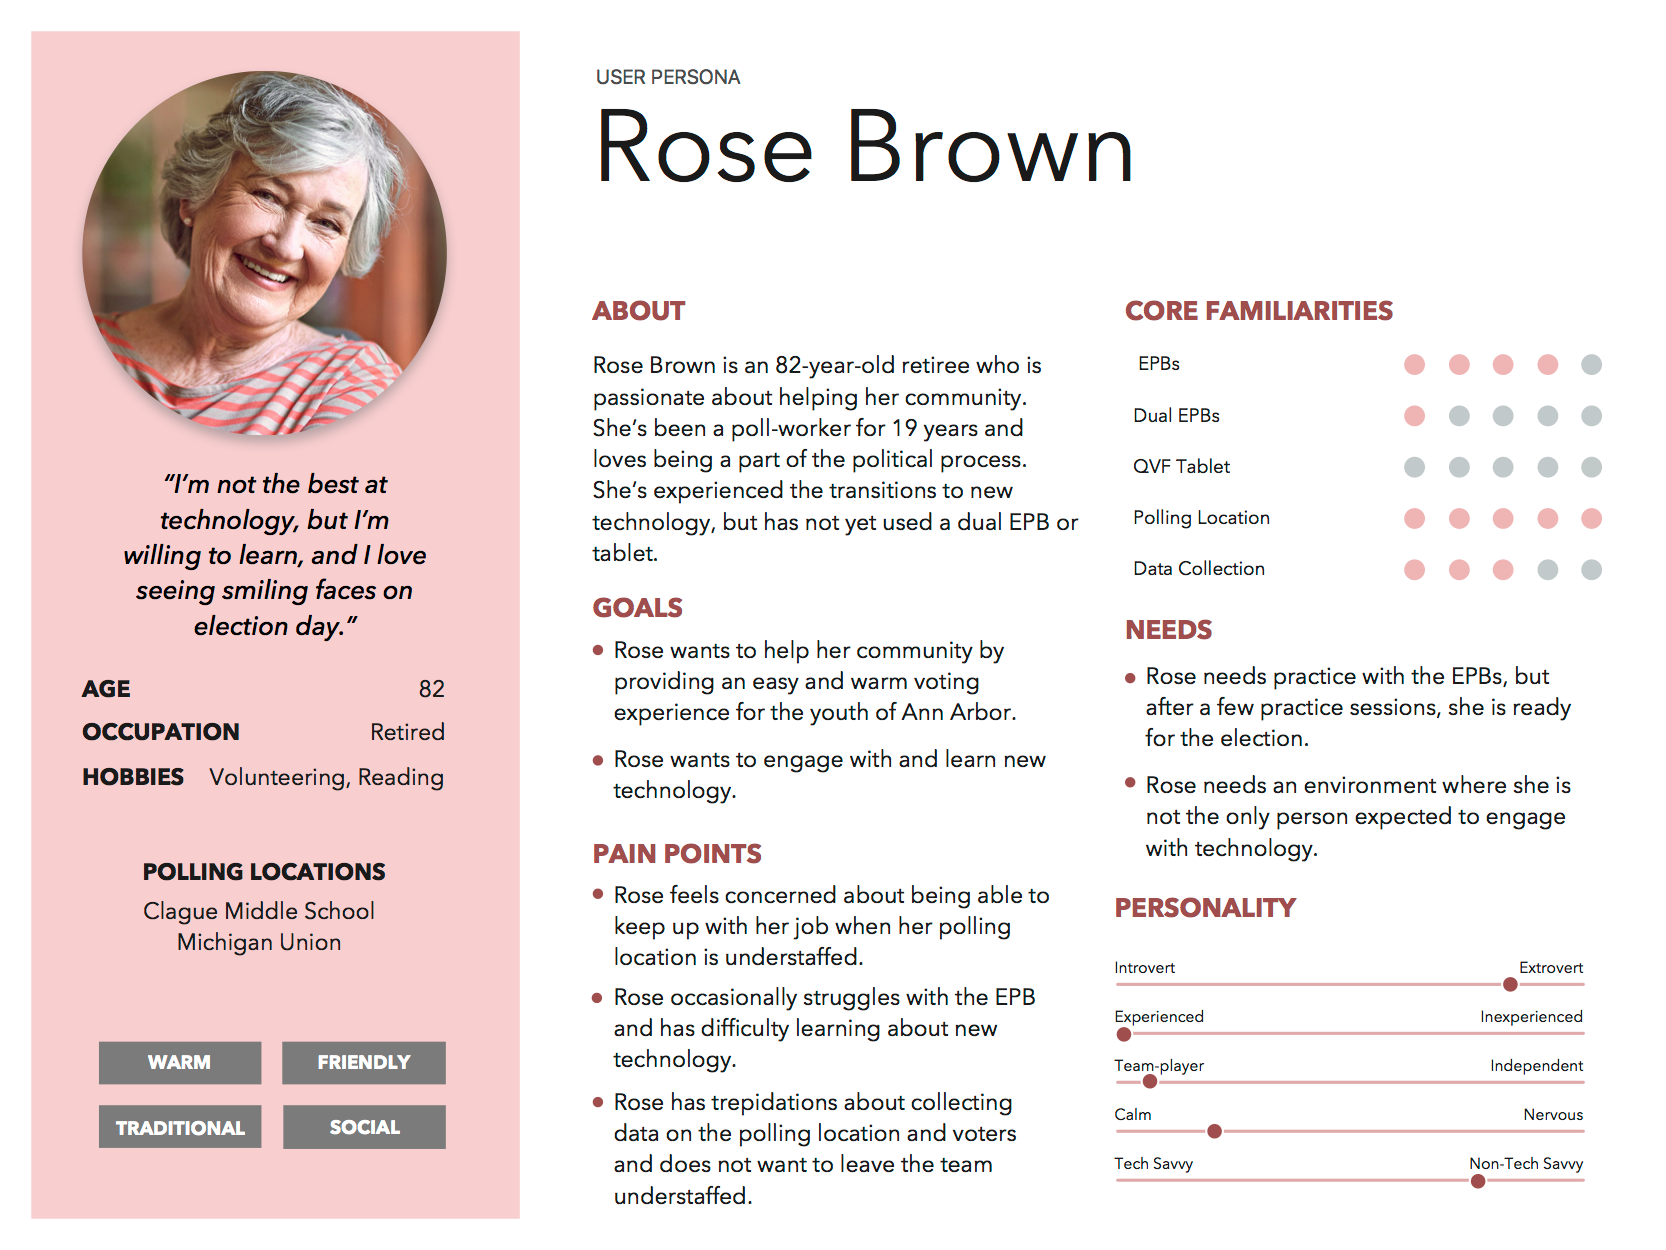 “I’m not the best at
technology, but I’m
willing to learn, and I love
seeing smiling faces on
election day.”
AGE 82
OCCUPATION Retired
HOBBIES Volunteering, Reading
POLLING LOCATIONS
Clague Middle School
Michigan Union
WARM FRIENDLY
TRADITIONAL SOCIAL
USER PERSONA
Rose Brown
ABOUT
Rose Brown is an 82-year-old retiree who is
passionate about helping her community.
She’s been a poll-worker for 19 years and
loves being a part of the political process.
She’s experienced the transitions to new
technology, but has not yet used a dual EPB or
tablet.
GOALS
Rose wants to help her community by
providing an easy and warm voting
experience for the youth of Ann Arbor.
Rose wants to engage with and learn new
technology.
PAIN POINTS
Rose feels concerned about being able to
keep up with her job when her polling
location is understaffed.
Rose occasionally struggles with the EPB
and has difficulty learning about new
technology.
Rose has trepidations about collecting
data on the polling location and voters
and does not want to leave the team
understaffed.
CORE FAMILIARITIES
EPBs
Dual EPBs
QVF Tablet
Polling Location
Data Collection
NEEDS
Rose needs practice with the EPBs, but
after a few practice sessions, she is ready
for the election.
Rose needs an environment where she is
not the only person expected to engage
with technology.
PERSONALITY
Introvert Extrovert
Experienced Inexperienced
Team-player Independent
Calm Nervous
Tech Savvy Non-Tech Savvy